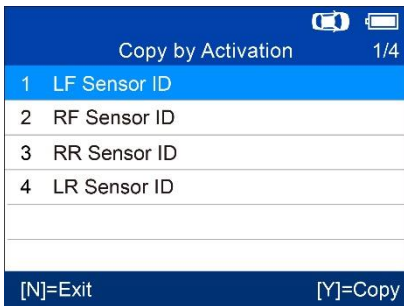 Copy by Activation 1/4
1 LF Sensor ID
2 RF Sensor ID
3 RR Sensor ID
4 LR Sensor ID
[N]=Exit [Y]=Copy